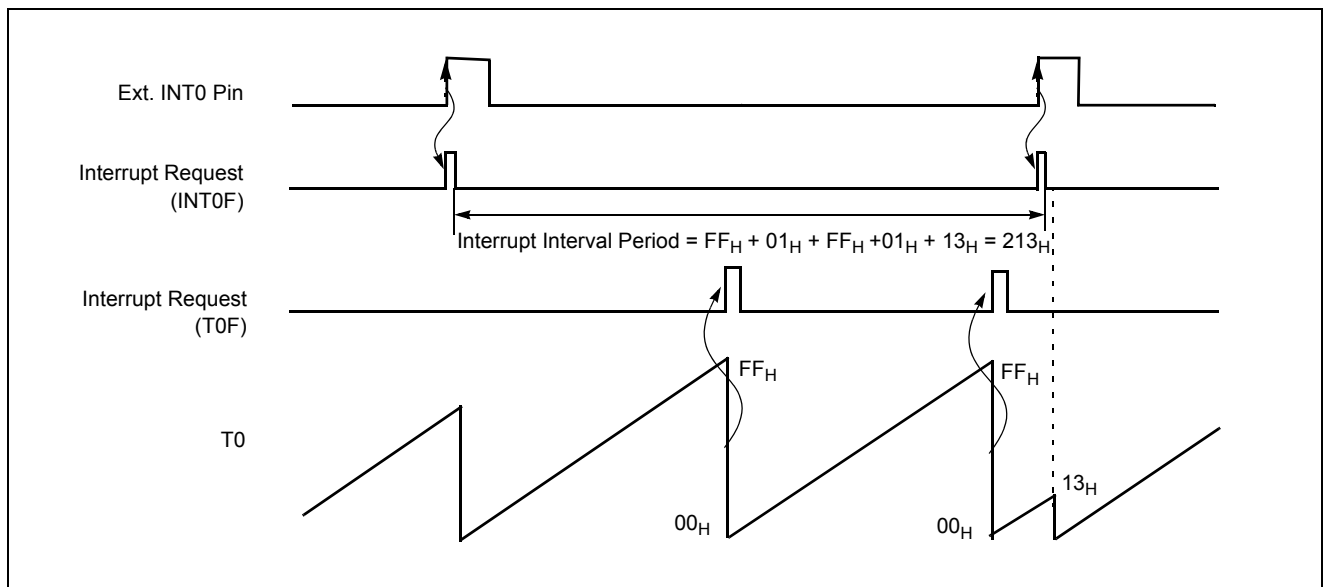 Ext. INT0 Pin
Interrupt Request
(INT0F)
Interrupt Interval Period = FFH + 01H + FFH +01H + 13H = 213H
Interrupt Request
(T0F)
FFH
FFH
T0
13H
00H
00H